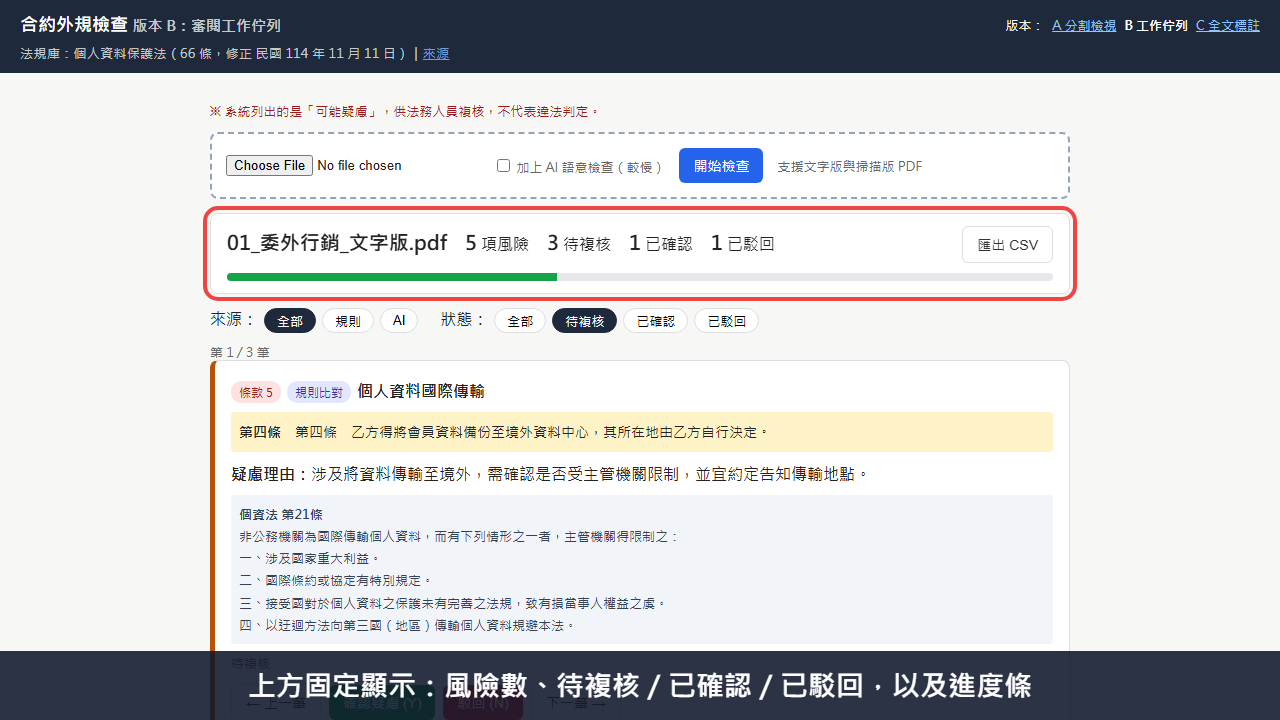 合約外規檢查 版本 B：審閱工作佇列
版本： A 分割檢視 B 工作佇列 C 全文標註
法規庫：個人資料保護法（66 條，修正 民國 114 年 11 月 11 日） | 來源
※ 系統列出的是「可能疑慮」，供法務人員複核，不代表違法判定。
Choose File No file chosen 加上 AI 語意檢查（較慢） 開始檢查 支援文字版與掃描版 PDF
01_委外行銷_文字版.pdf 5 項風險 3 待複核 1 已確認 1 已駁回 匯出 CSV
來源： 全部 規則 AI 狀態： 全部 待複核 已確認 已駁回
第 1 / 3 筆
條款 5 規則比對 個人資料國際傳輸
第四條 第四條 乙方得將會員資料備份至境外資料中心，其所在地由乙方自行決定。
疑慮理由：涉及將資料傳輸至境外，需確認是否受主管機關限制，並宜約定告知傳輸地點。
個資法 第21條
非公務機關為國際傳輸個人資料，而有下列情形之一者，主管機關得限制之：
一、涉及國家重大利益。
二、國際條約或協定有特別規定。
三、接受國對於個人資料之保護未有完善之法規，致有損當事人權益之虞。
四、以迂迴方法向第三國（地區）傳輸個人資料規避本法。
待複核
上方固定顯示：風險數、待複核 / 已確認 / 已駁回，以及進度條
← 上一筆 確認疑慮 (Y) 駁回 (N) 下一筆 →